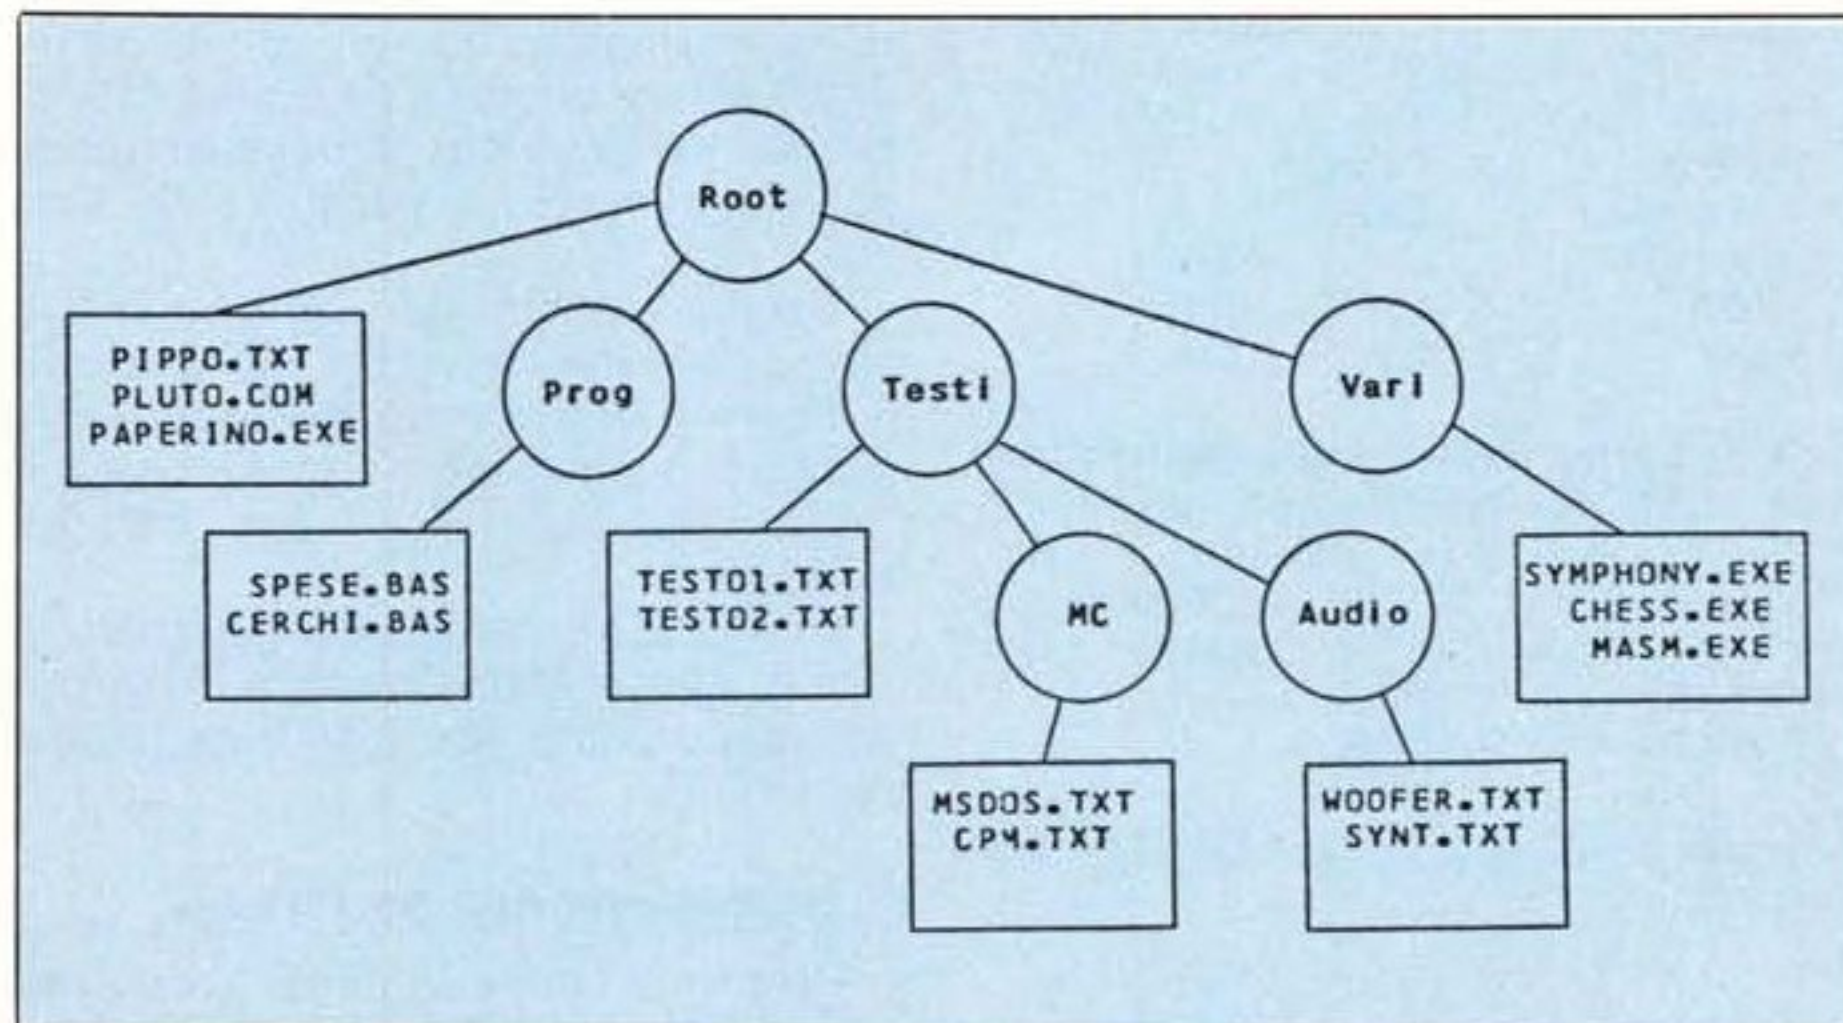 Root
PIPPO.TXT
PLUTO.COM
PAPERINO.EXE
Prog
Testi
Vari
SPESE.BAS
CERCHI.BAS
TESTO1.TXT
TESTO2.TXT
MC
Audio
SYMPHONY.EXE
CHESS.EXE
MASM.EXE
MSDOS.TXT
CPM.TXT
WOOFER.TXT
SYNT.TXT